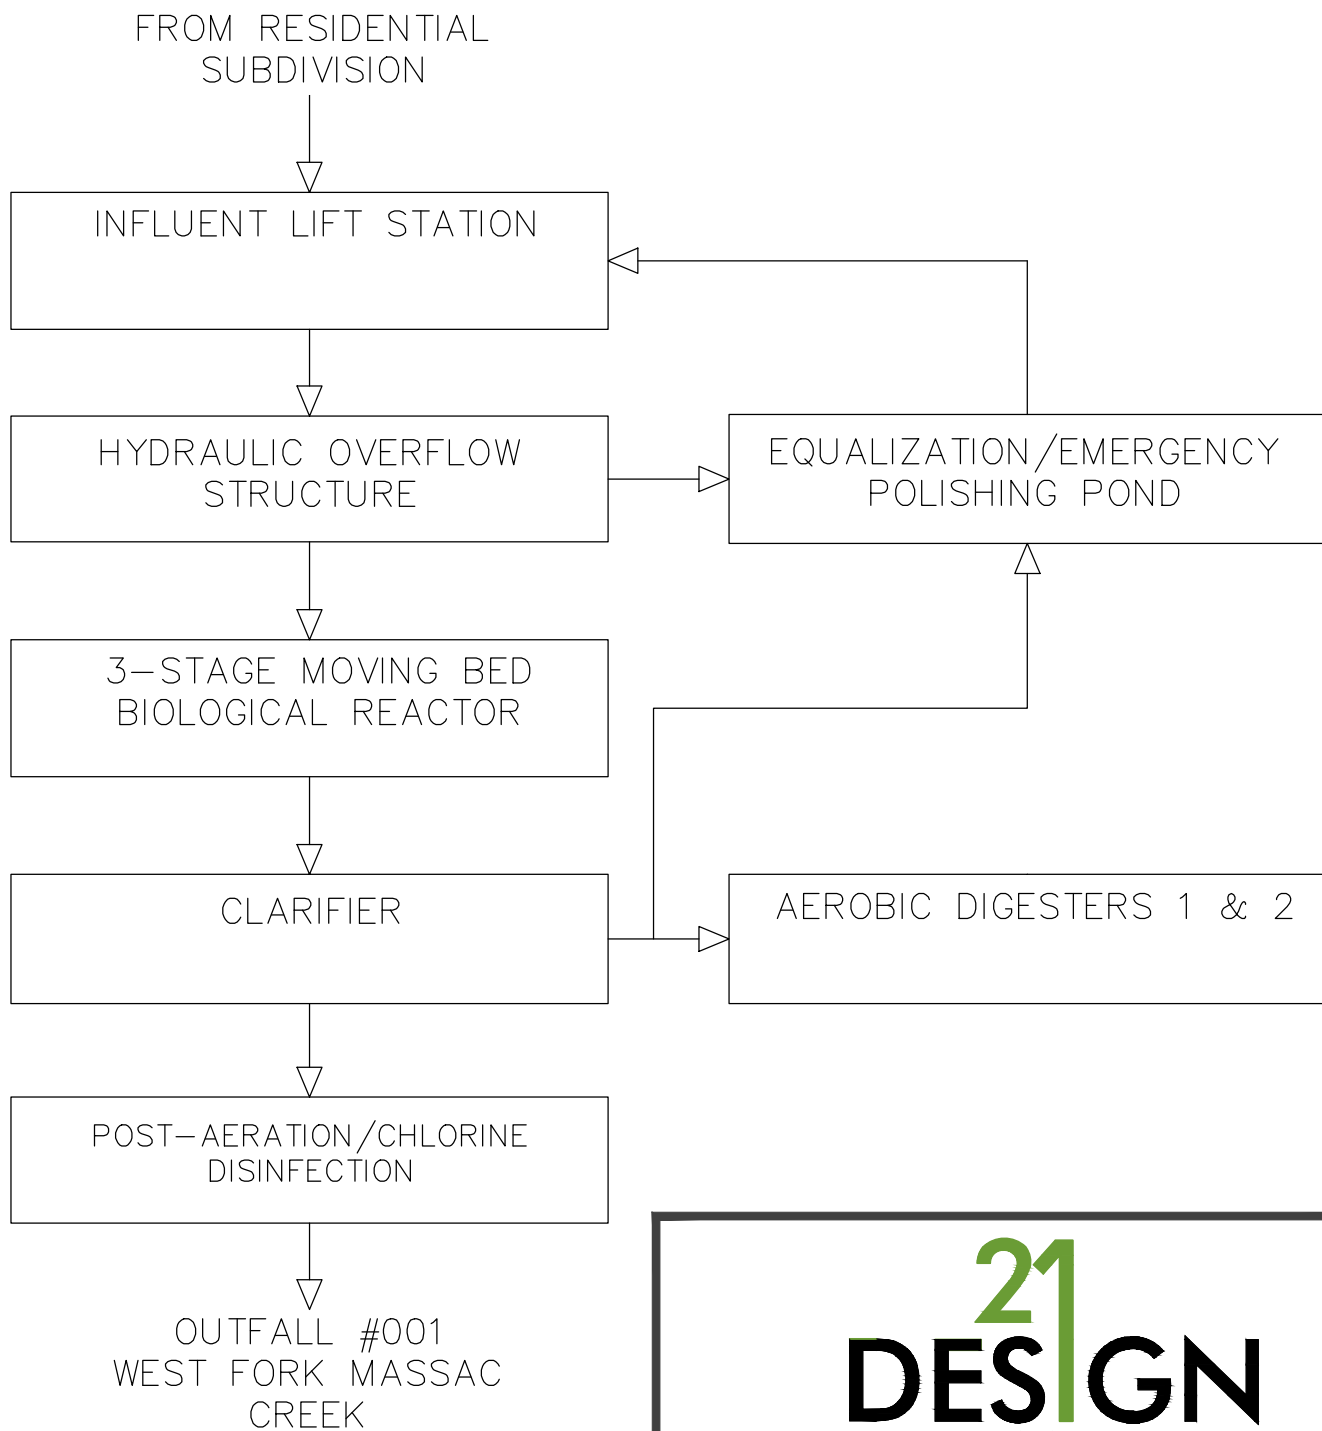 FROM RESIDENTIAL
SUBDIVISION
INFLUENT LIFT STATION
HYDRAULIC OVERFLOW
STRUCTURE
EQUALIZATION/EMERGENCY
POLISHING POND
3-STAGE MOVING BED
BIOLOGICAL REACTOR
CLARIFIER
AEROBIC DIGESTERS 1 & 2
POST-AERATION/CHLORINE
DISINFECTION
OUTFALL #001
WEST FORK MASSAC
CREEK
21
DESIGN